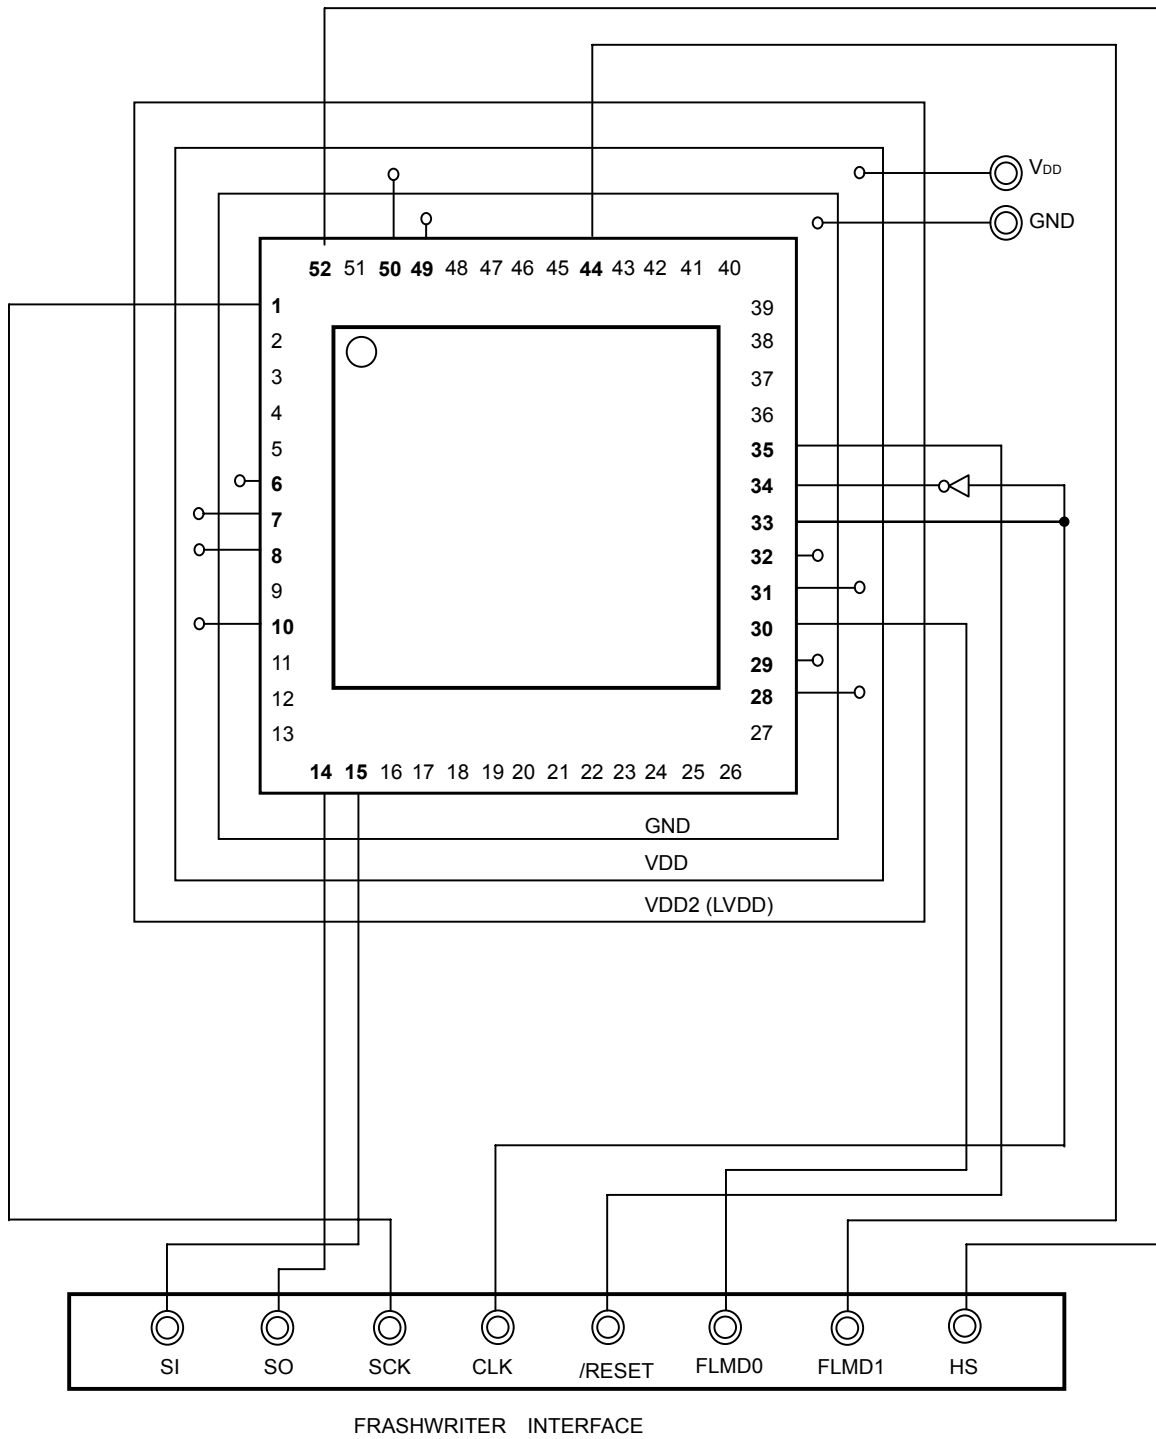 VDD
GND
52 51 50 49 48 47 46 45 44 43 42 41 40
1 39
2 38
3 37
4 36
5 35
6 34
7 33
8 32
9 31
10 30
11 29
12 28
13 27
14 15 16 17 18 19 20 21 22 23 24 25 26
GND
VDD
VDD2 (LVDD)
SI SO SCK CLK /RESET FLMD0 FLMD1 HS
FRASHWRITER INTERFACE